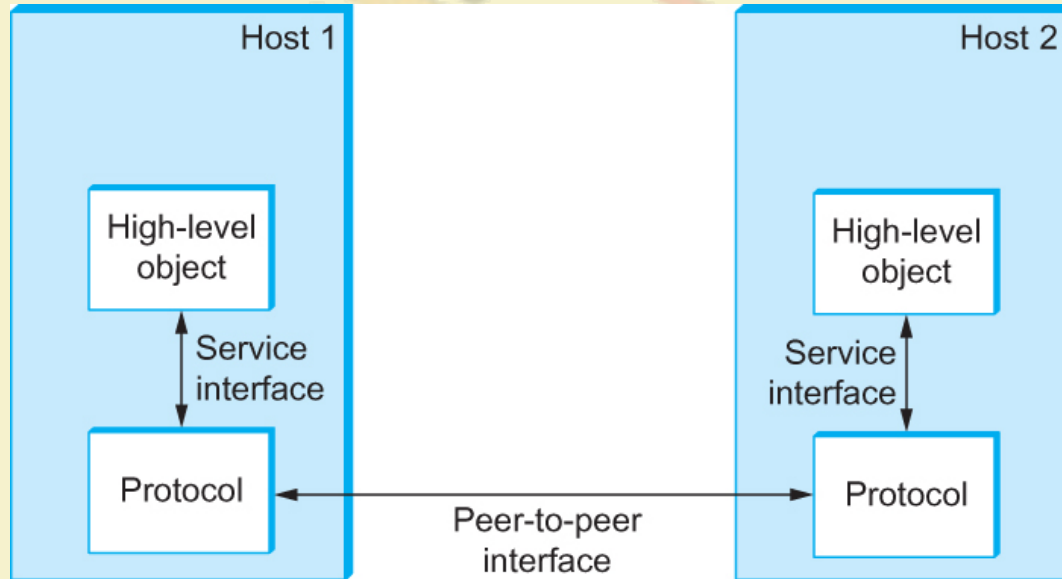 Host 1
High-level
object
Service
interface
Protocol
Peer-to-peer
interface
Host 2
High-level
object
Service
interface
Protocol